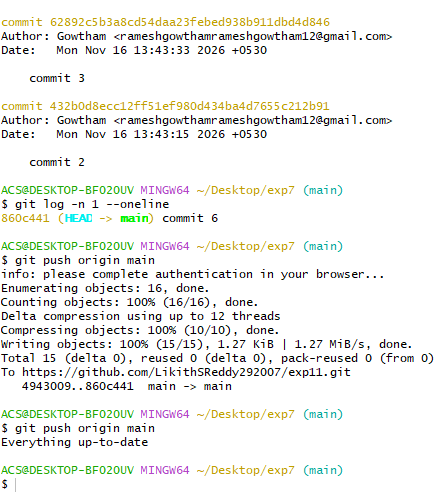 commit 62892c5b3a8cd54daa23febed938b911dbd4d846
Author: Gowtham <rameshgowthamrameshgowtham12@gmail.com>
Date:   Mon Nov 16 13:43:33 2026 +0530
    commit 3
commit 432b0d8ecc12ff51ef980d434ba4d7655c212b91
Author: Gowtham <rameshgowthamrameshgowtham12@gmail.com>
Date:   Mon Nov 16 13:43:15 2026 +0530
    commit 2
ACS@DESKTOP-BFO2OUV MINGW64 ~/Desktop/exp7 (main)
$ git log -n 1 --oneline
860c441 (HEAD -> main) commit 6
ACS@DESKTOP-BFO2OUV MINGW64 ~/Desktop/exp7 (main)
$ git push origin main
info: please complete authentication in your browser...
Enumerating objects: 16, done.
Counting objects: 100% (16/16), done.
Delta compression using up to 12 threads
Compressing objects: 100% (10/10), done.
Writing objects: 100% (15/15), 1.27 KiB | 1.27 MiB/s, done.
Total 15 (delta 0), reused 0 (delta 0), pack-reused 0 (from 0)
To https://github.com/LikithSReddy292007/exp11.git
   4943009..860c441  main -> main
ACS@DESKTOP-BFO2OUV MINGW64 ~/Desktop/exp7 (main)
$ git push origin main
Everything up-to-date
ACS@DESKTOP-BFO2OUV MINGW64 ~/Desktop/exp7 (main)
$